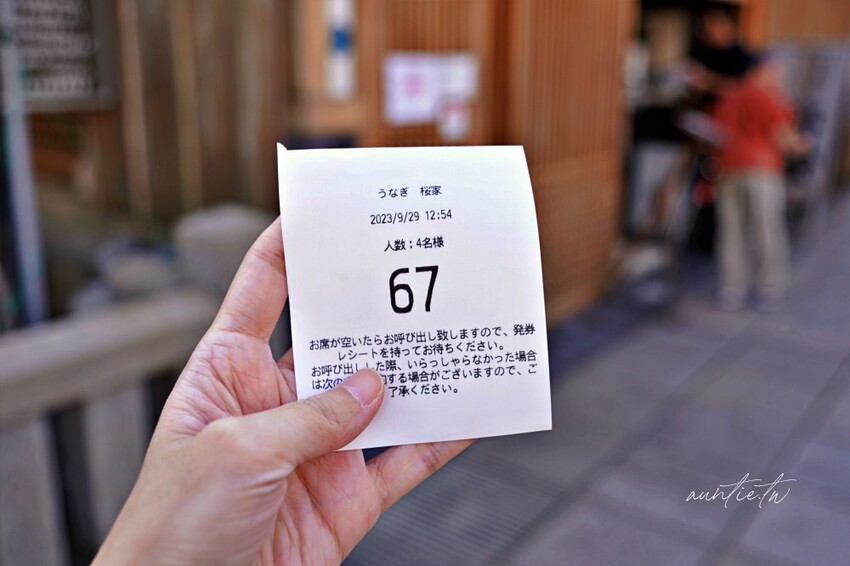 うなぎ 桜家
2023/9/29 12:54
人数：4名様
67
お席が空いたらお呼び出し致しますので、発券
レシートを持ってお待ちください。
お呼び出しした際、いらっしゃらなかった場合
は次の する場合がございますので、ご
了承ください。
auntie.tw